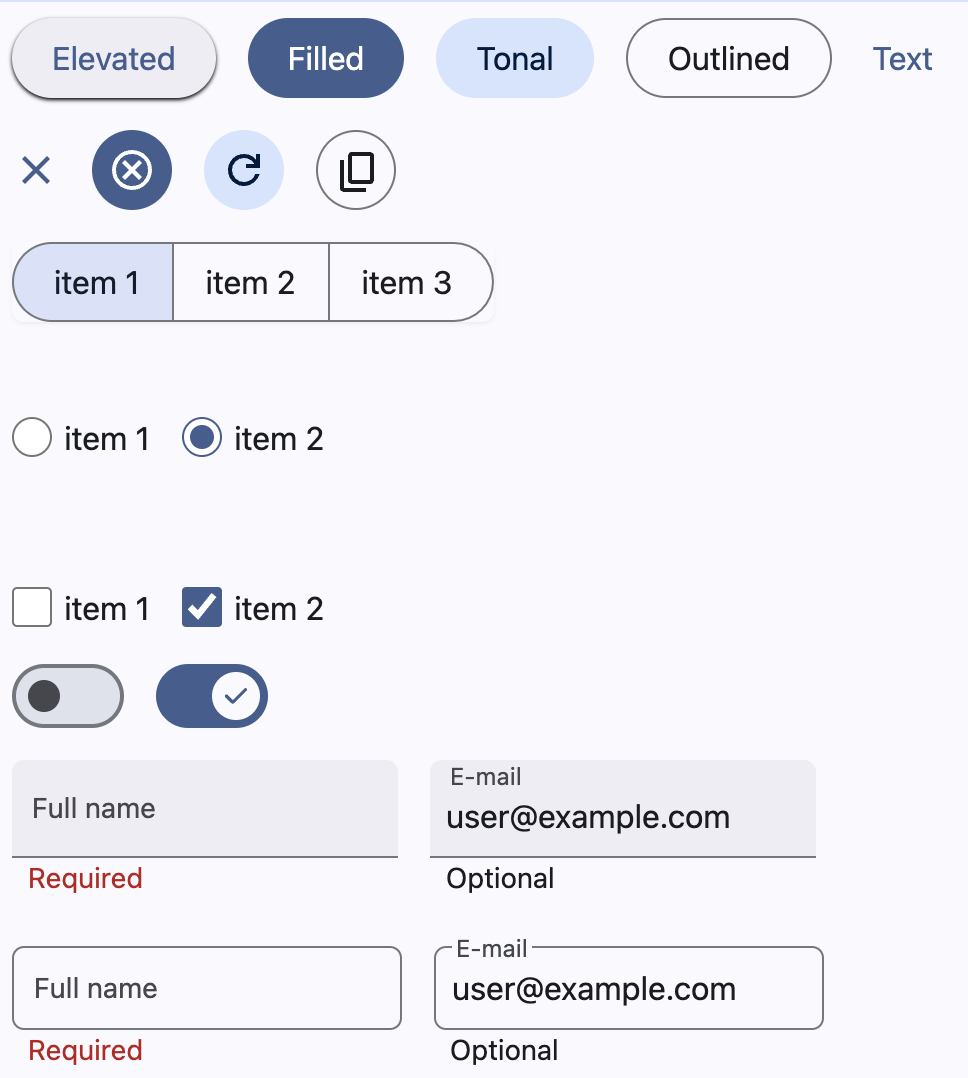 Elevated Filled Tonal Outlined Text
item 1 item 2 item 3
item 1 item 2
item 1 item 2
Full name
E-mail
user@example.com
Required
Optional
Full name
E-mail
user@example.com
Required
Optional